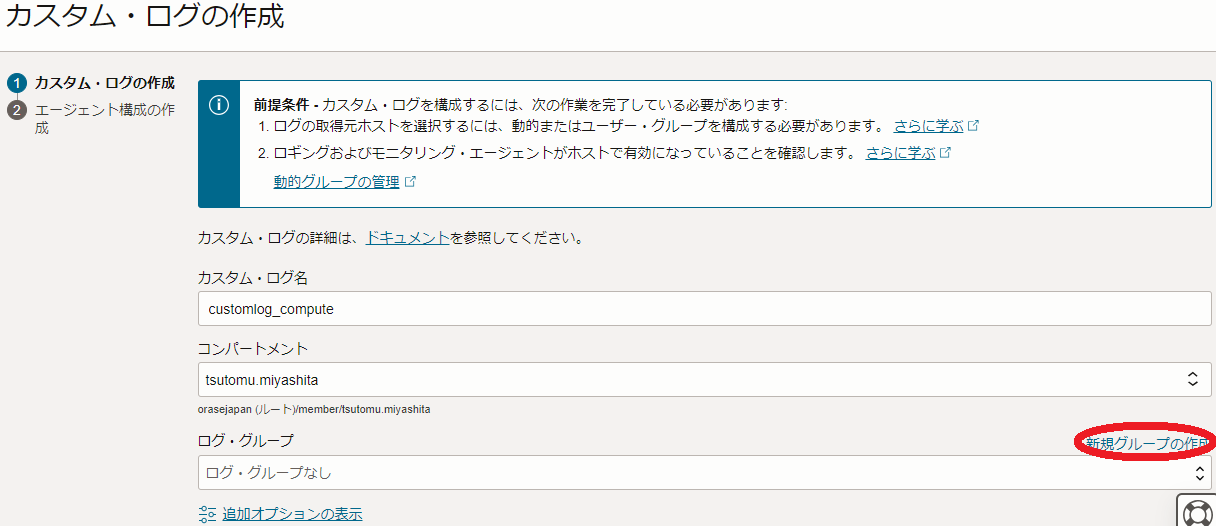 カスタム・ログの作成
1 カスタム・ログの作成
2 エージェント構成の作
成
前提条件 - カスタム・ログを構成するには、次の作業を完了している必要があります:
1. ログの取得元ホストを選択するには、動的またはユーザー・グループを構成する必要があります。 さらに学ぶ
2. ロギングおよびモニタリング・エージェントがホストで有効になっていることを確認します。 さらに学ぶ
動的グループの管理
カスタム・ログの詳細は、ドキュメントを参照してください。
カスタム・ログ名
customlog_compute
コンパートメント
tsutomu.miyashita
orasejapan (ルート)/member/tsutomu.miyashita
ログ・グループ
新規グループの作成
ログ・グループなし
追加オプションの表示